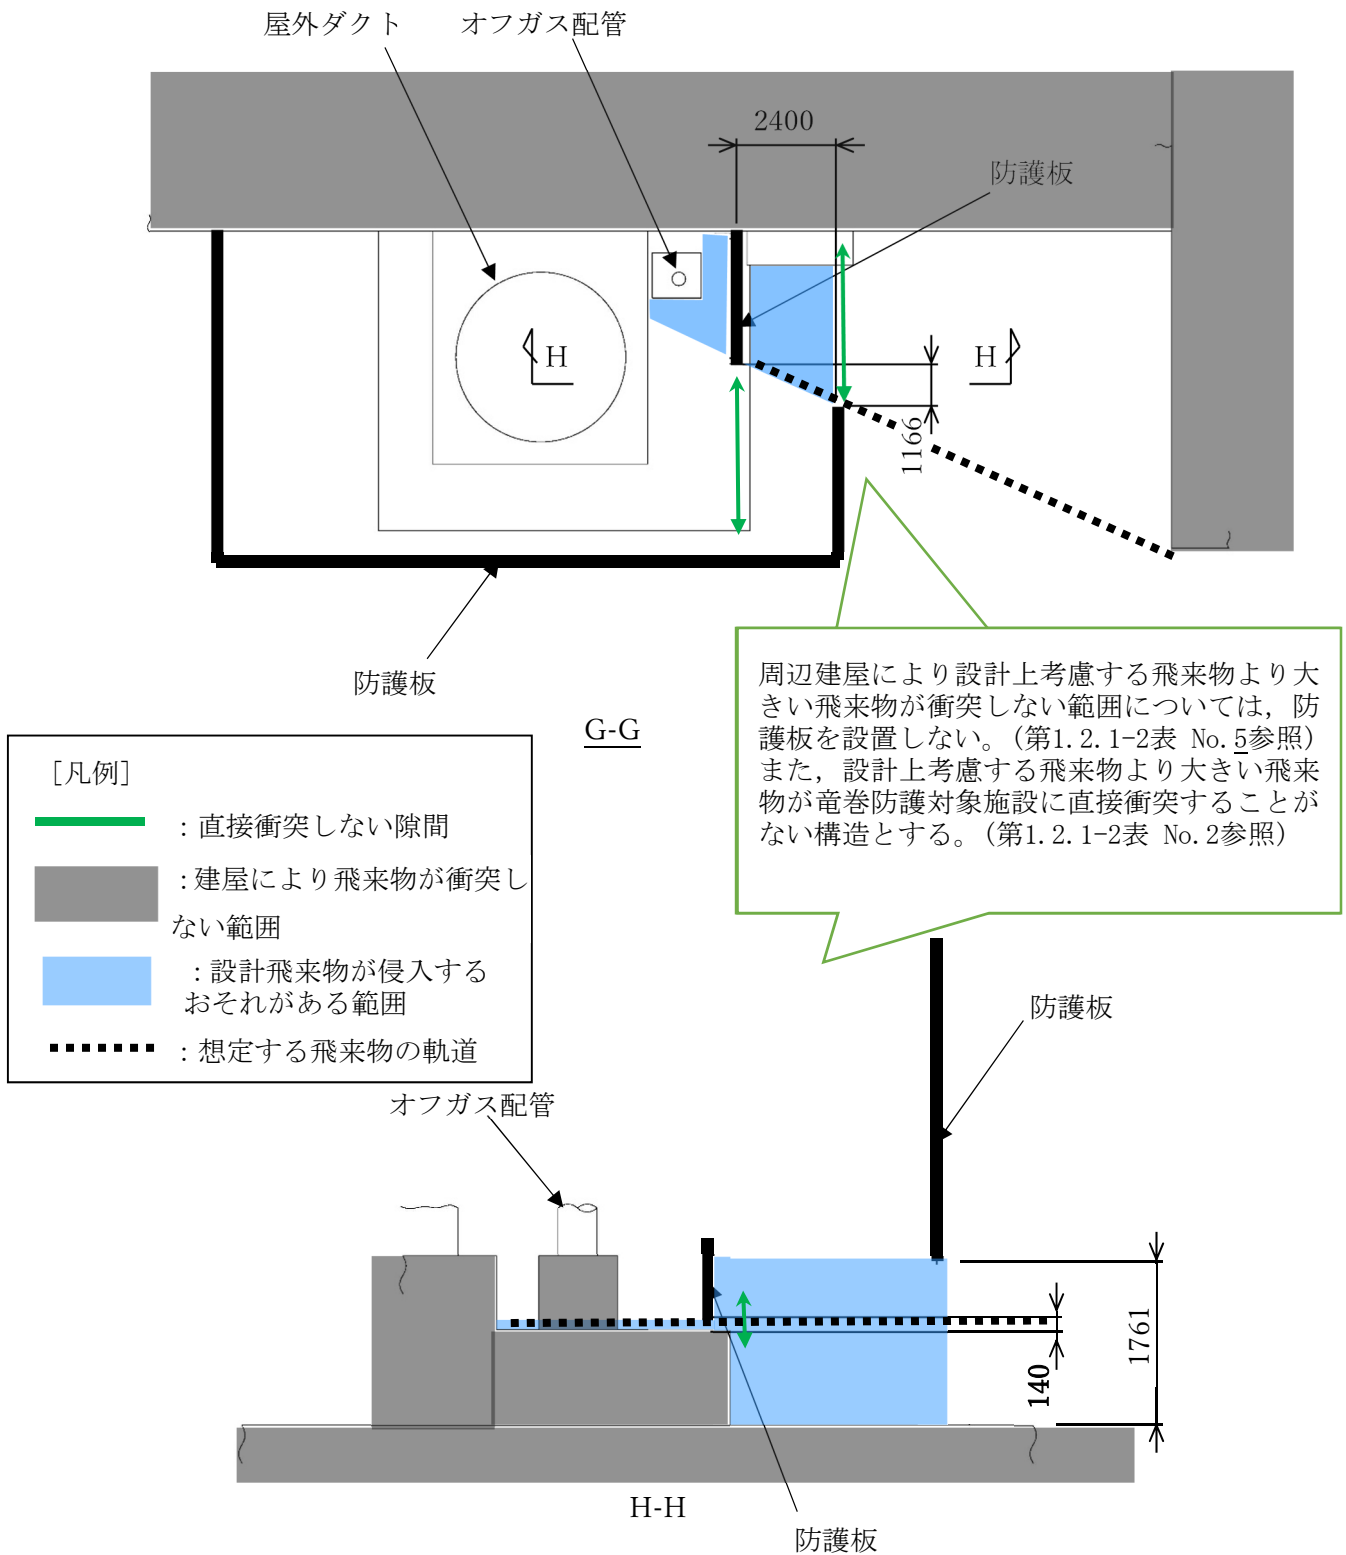 屋外ダクト
オフガス配管
2400
防護板
H
H
1166
防護板
G-G
周辺建屋により設計上考慮する飛来物より大
きい飛来物が衝突しない範囲については，防
護板を設置しない。（第1.2.1-2表 No.5参照）
また，設計上考慮する飛来物より大きい飛来
物が竜巻防護対象施設に直接衝突することが
ない構造とする。（第1.2.1-2表 No.2参照）
［凡例］
：直接衝突しない隙間
：建屋により飛来物が衝突し
ない範囲
：設計飛来物が侵入する
おそれがある範囲
：想定する飛来物の軌道
防護板
オフガス配管
1761
140
H-H
防護板